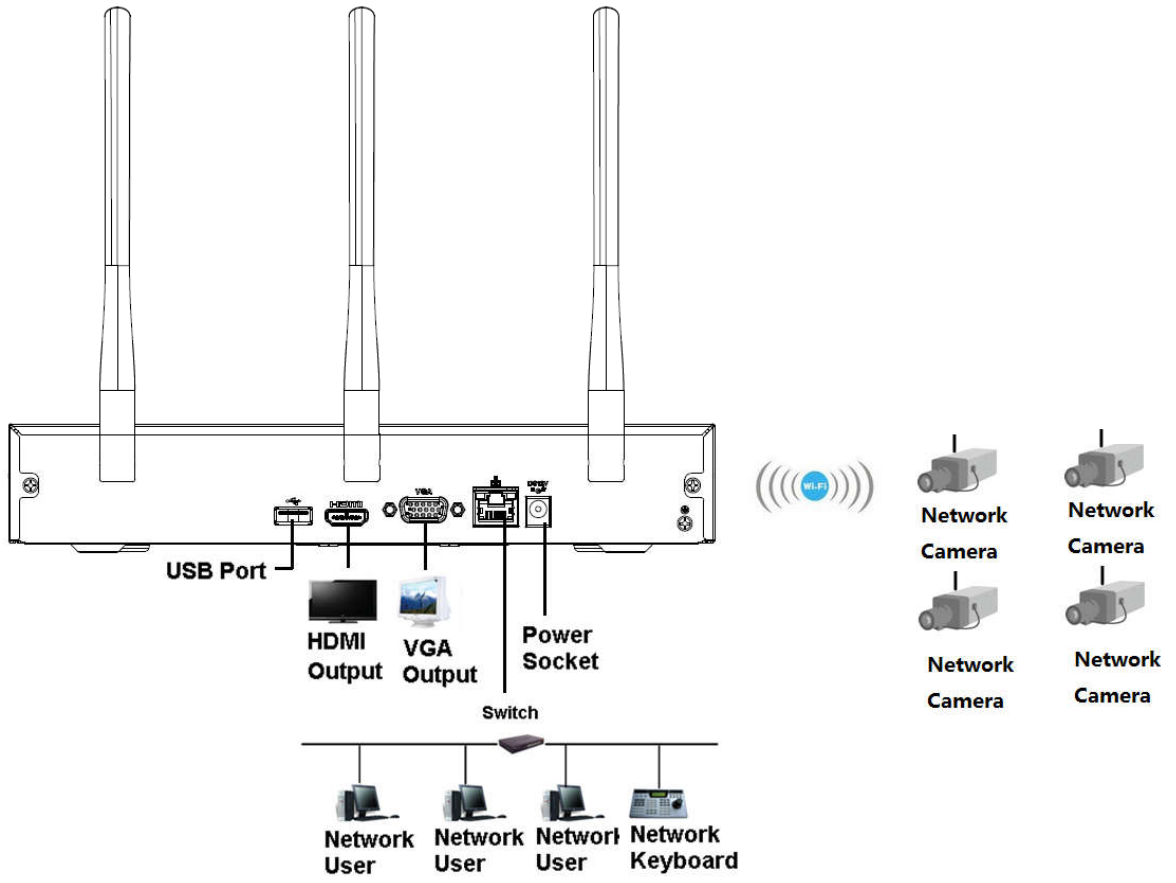 HDMI
VGA
USB Port
HDMI
Output
VGA
Output
Power
Socket
Switch
Network
User
Network
User
Network
User
Network
Keyboard
Wi-Fi
Network
Camera
Network
Camera
Network
Camera
Network
Camera